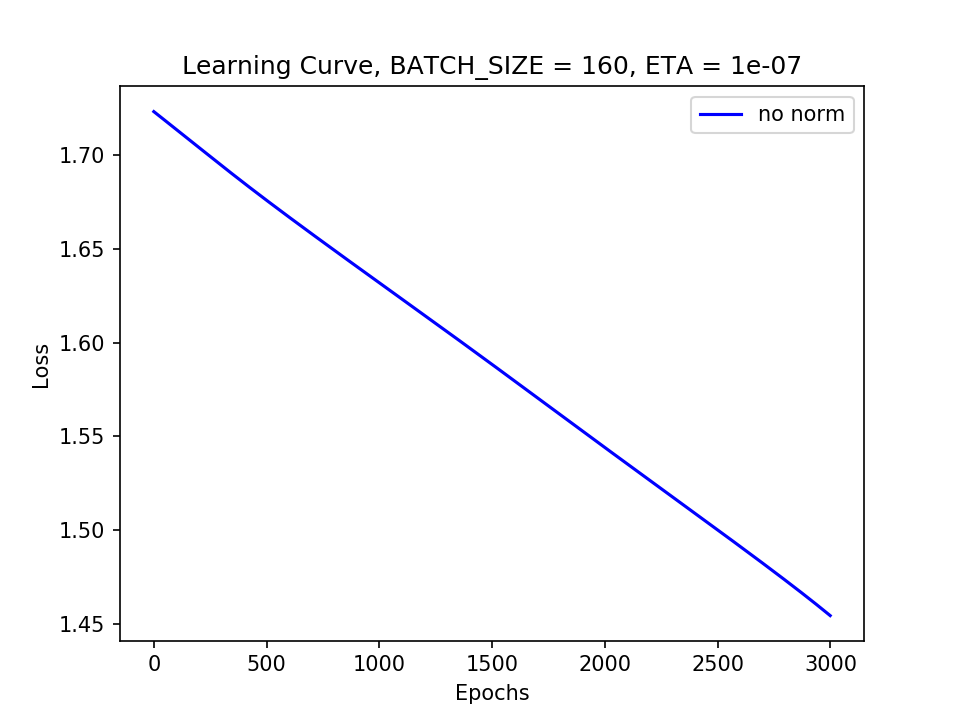 Learning Curve, BATCH_SIZE = 160, ETA = 1e-07
no norm
1.70
1.65
1.60
1.55
1.50
1.45
Loss
0 500 1000 1500 2000 2500 3000
Epochs